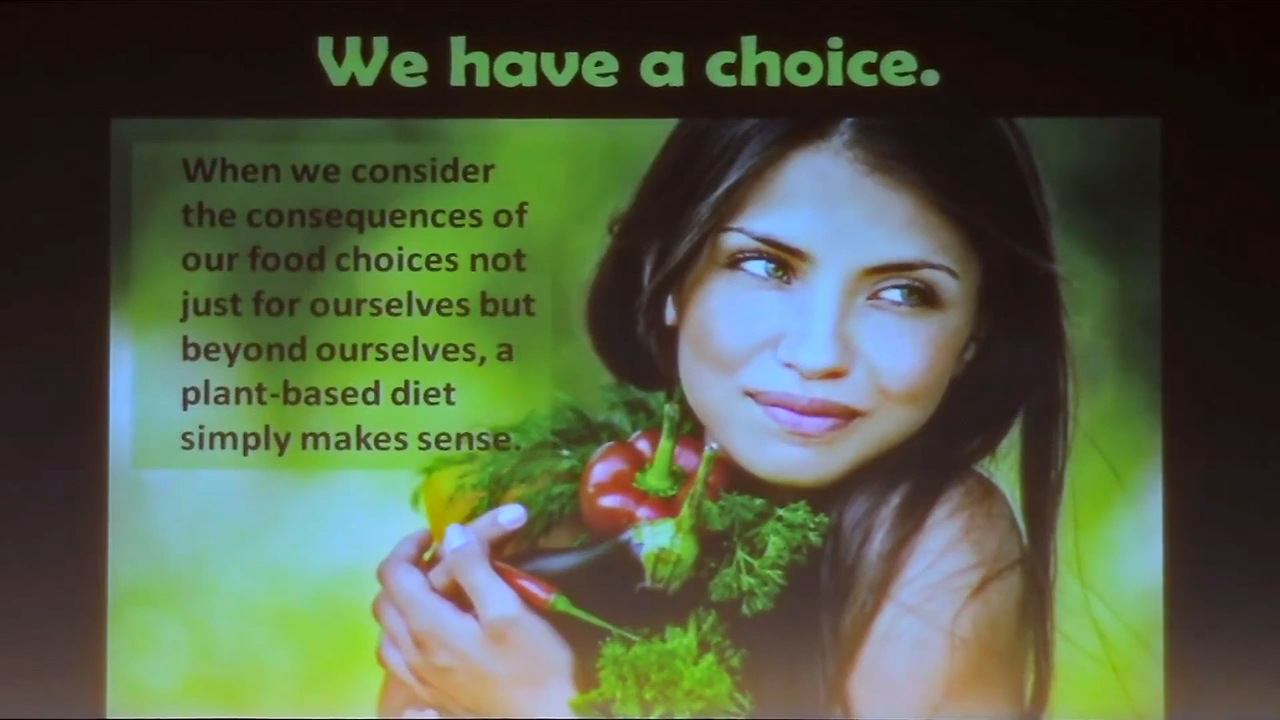 We have a choice.
When we consider
the consequences of
our food choices not
just for ourselves but
beyond ourselves, a
plant-based diet
simply makes sense.